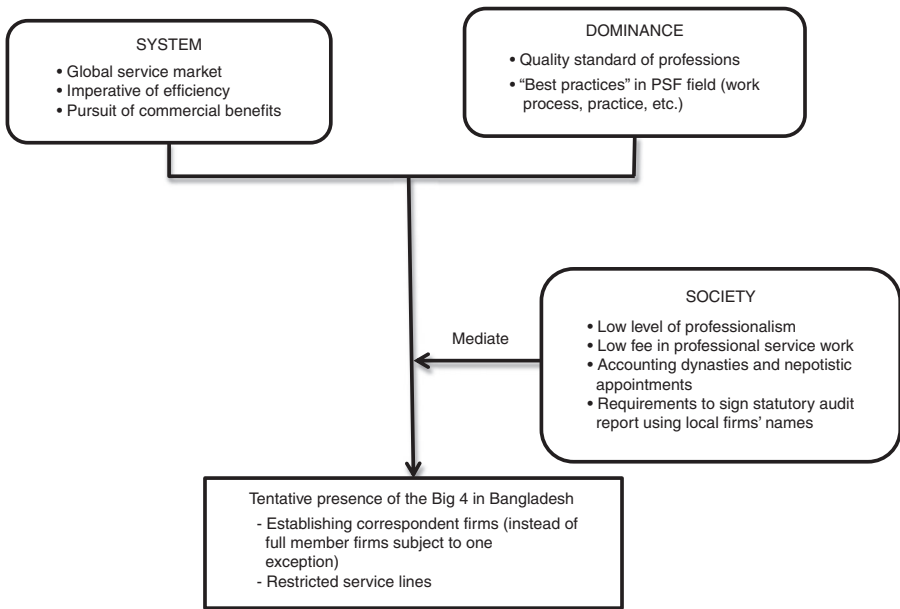 SYSTEM
• Global service market
• Imperative of efficiency
• Pursuit of commercial benefits
DOMINANCE
• Quality standard of professions
• “Best practices” in PSF field (work
process, practice, etc.)
SOCIETY
• Low level of professionalism
• Low fee in professional service work
• Accounting dynasties and nepotistic
appointments
• Requirements to sign statutory audit
report using local firms’ names
Mediate
Tentative presence of the Big 4 in Bangladesh
- Establishing correspondent firms (instead of
full member firms subject to one
exception)
- Restricted service lines